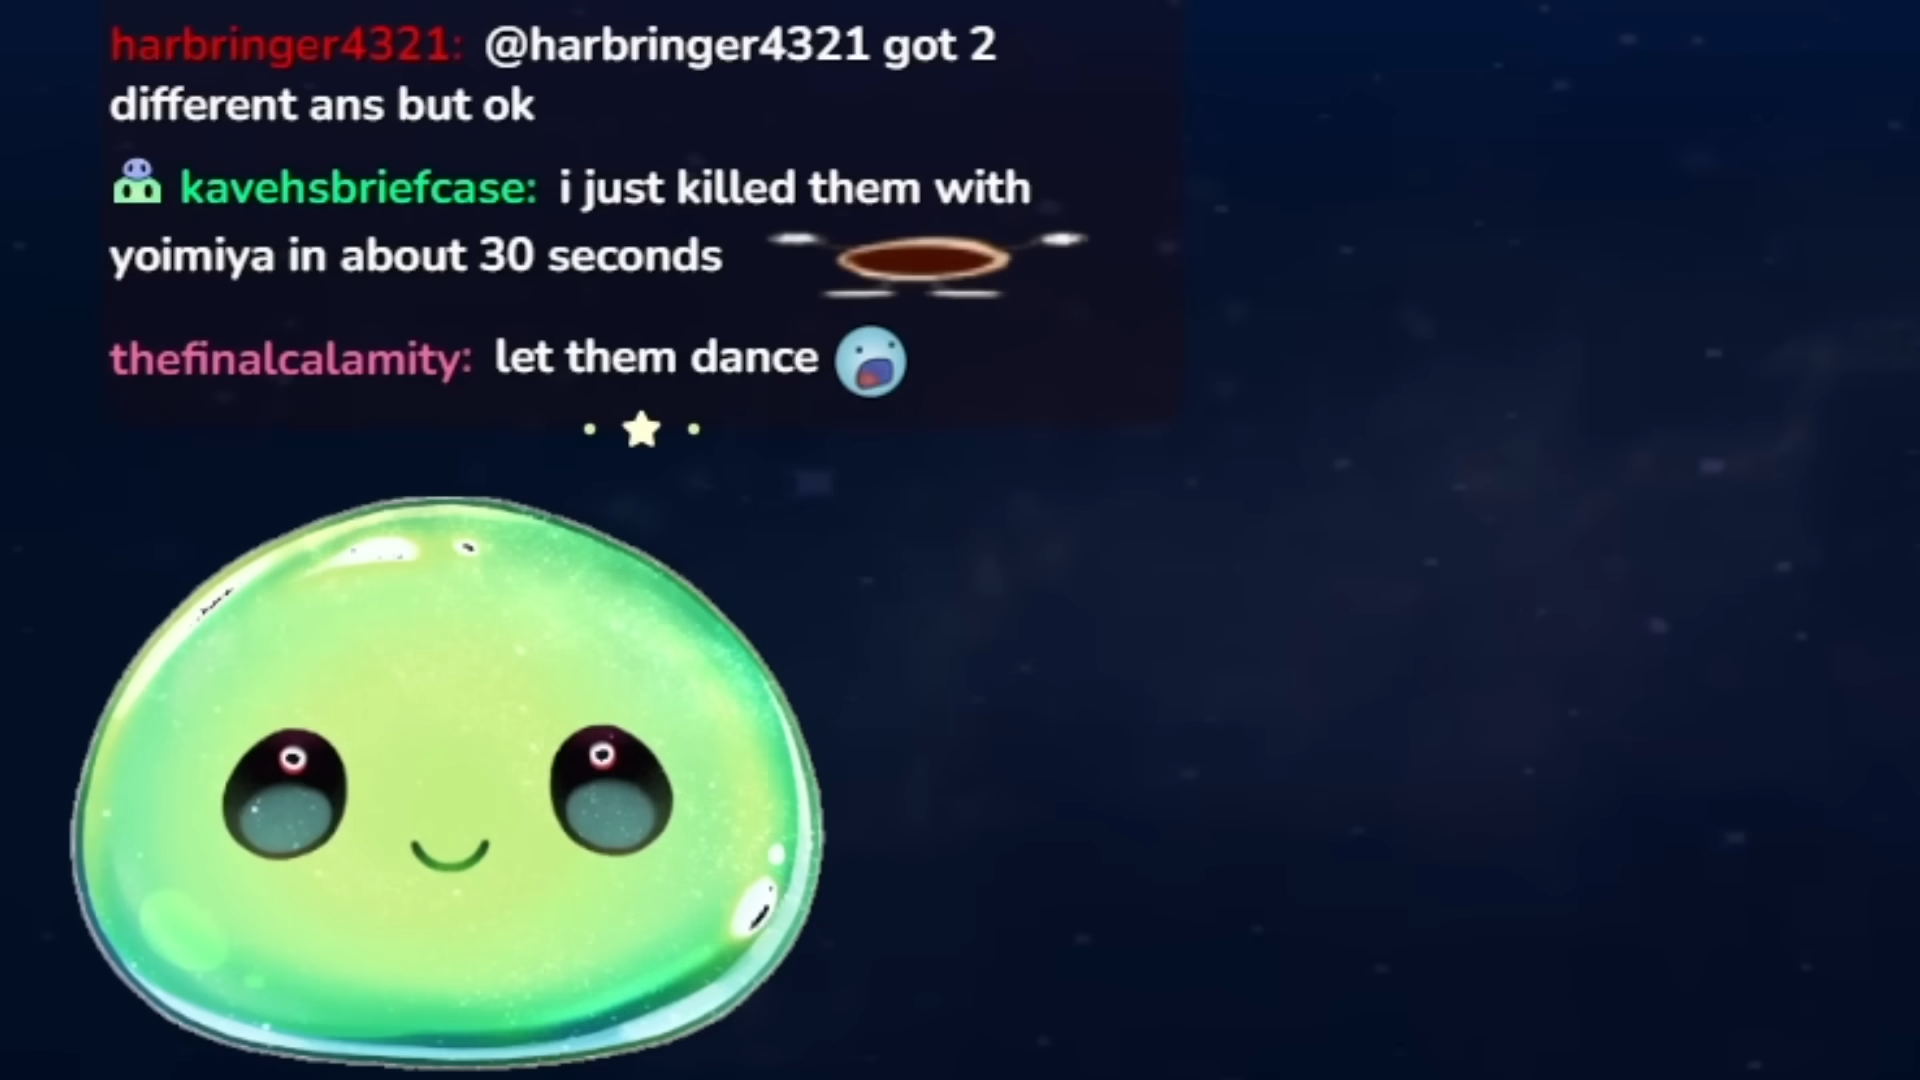 harbringer4321: @harbringer4321 got 2
different ans but ok
kavehsbriefcase: i just killed them with
yoimiya in about 30 seconds
thefinalcalamity: let them dance